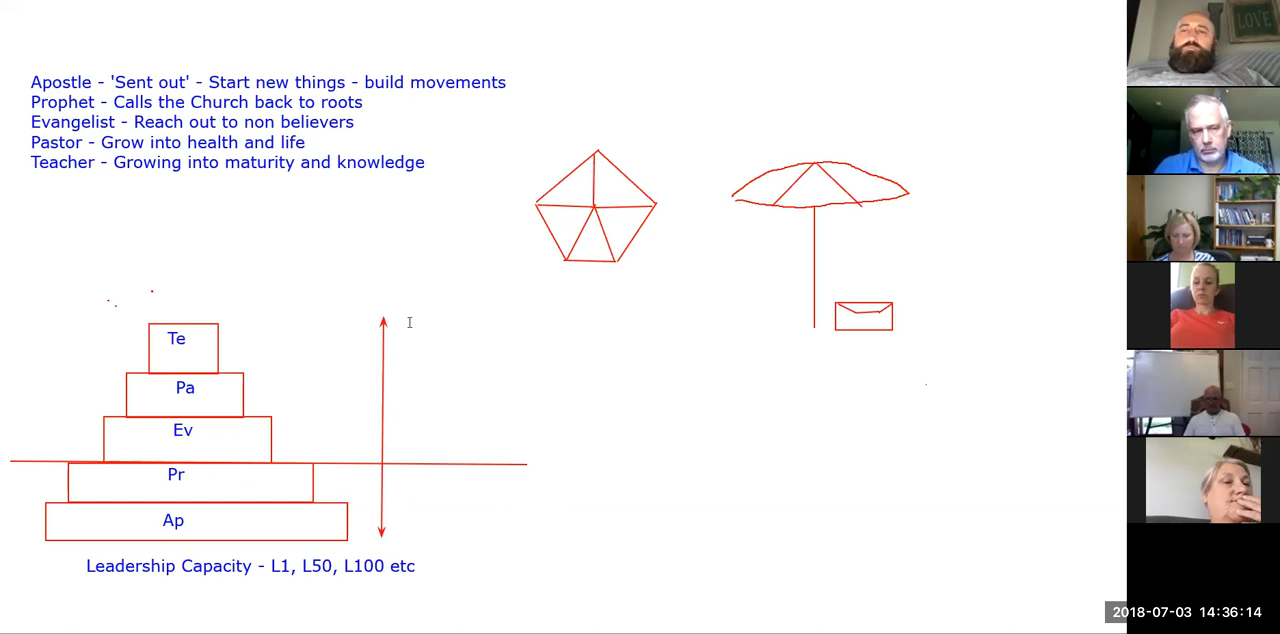 Apostle - 'Sent out' - Start new things - build movements
Prophet - Calls the Church back to roots
Evangelist - Reach out to non believers
Pastor - Grow into health and life
Teacher - Growing into maturity and knowledge
Te
Pa
Ev
Pr
Ap
Leadership Capacity - L1, L50, L100 etc
LOVE
2018-07-03 14:36:14